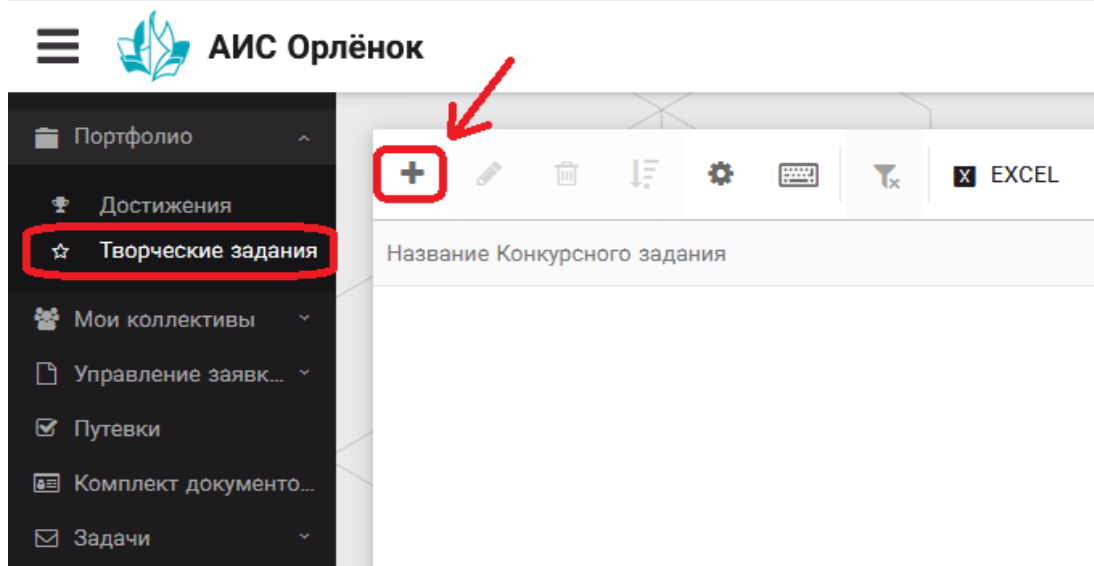 АИС Орлёнок
Портфолио
Достижения
Творческие задания
Мои коллективы
Управление заявк...
Путевки
Комплект документо...
Задачи
X EXCEL
Название Конкурсного задания